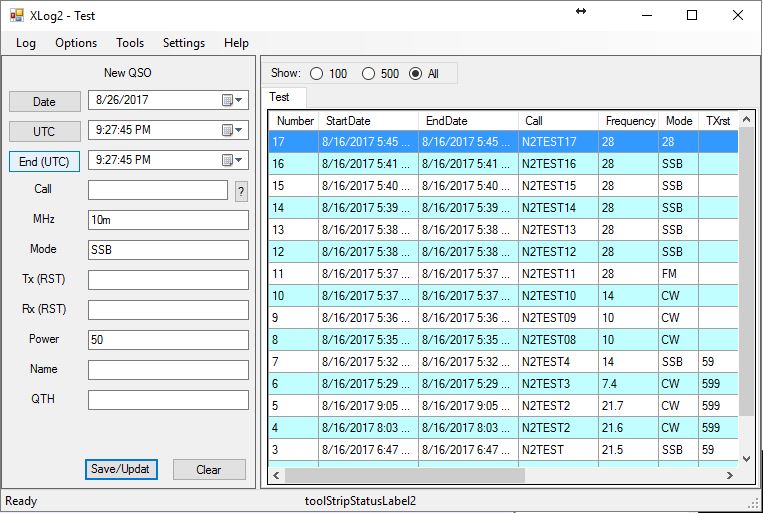 XLog2 - Test
Log Options Tools Settings Help
New QSO
Date 8/26/2017
UTC 9:27:45 PM
End (UTC) 9:27:45 PM
Call ?
MHz 10m
Mode SSB
Tx (RST)
Rx (RST)
Power 50
Name
QTH
Save/Updat Clear
Show: 100 500 All
Test
Number StartDate EndDate Call Frequency Mode TXrst
17 8/16/2017 5:45 ... 8/16/2017 5:45 ... N2TEST17 28 28
16 8/16/2017 5:41 ... 8/16/2017 5:41 ... N2TEST16 28 SSB
15 8/16/2017 5:40 ... 8/16/2017 5:40 ... N2TEST15 28 SSB
14 8/16/2017 5:39 ... 8/16/2017 5:39 ... N2TEST14 28 SSB
13 8/16/2017 5:38 ... 8/16/2017 5:38 ... N2TEST13 28 SSB
12 8/16/2017 5:38 ... 8/16/2017 5:38 ... N2TEST12 28 SSB
11 8/16/2017 5:37 ... 8/16/2017 5:37 ... N2TEST11 28 FM
10 8/16/2017 5:37 ... 8/16/2017 5:37 ... N2TEST10 14 CW
9 8/16/2017 5:36 ... 8/16/2017 5:36 ... N2TEST09 10 CW
8 8/16/2017 5:35 ... 8/16/2017 5:35 ... N2TEST08 10 CW
7 8/16/2017 5:32 ... 8/16/2017 5:32 ... N2TEST4 14 SSB 59
6 8/16/2017 5:29 ... 8/16/2017 5:29 ... N2TEST3 7.4 CW 599
5 8/16/2017 9:05 ... 8/16/2017 9:05 ... N2TEST2 21.7 CW 599
4 8/16/2017 8:03 ... 8/16/2017 8:03 ... N2TEST2 21.6 CW 599
3 8/16/2017 6:47 ... 8/16/2017 6:47 ... N2TEST 21.5 SSB 59
Ready toolStripStatusLabel2